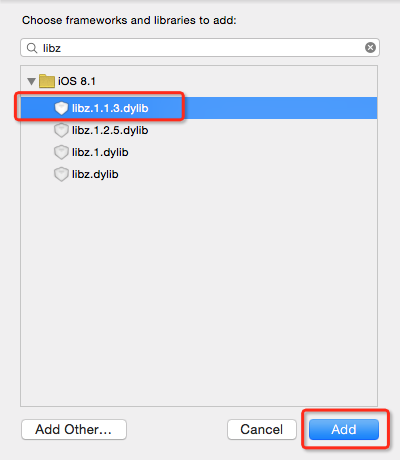 Choose frameworks and libraries to add:
libz
iOS 8.1
libz.1.1.3.dylib
libz.1.2.5.dylib
libz.1.dylib
libz.dylib
Add Other...
Cancel
Add